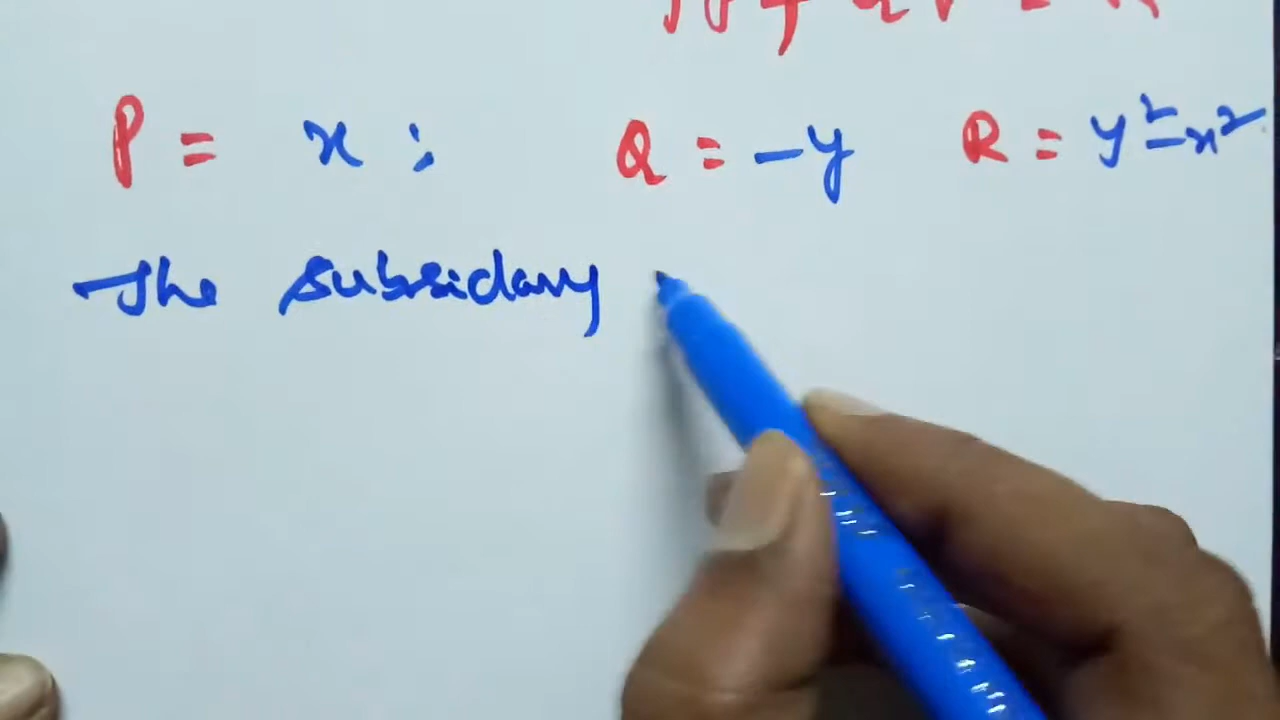 P = x : Q = -y R = y²-x²
The subsidary